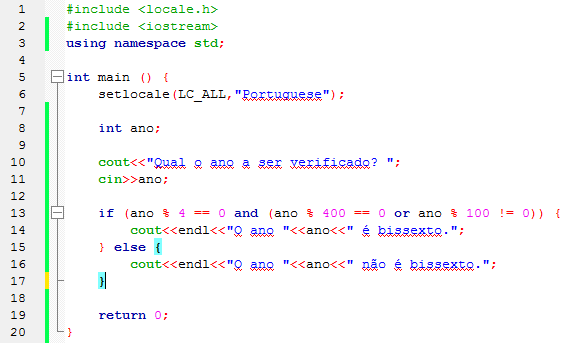 1 #include <locale.h>
2 #include <iostream>
3 using namespace std;
4
5 int main () {
6 setlocale(LC_ALL,"Portuguese");
7
8 int ano;
9
10 cout<<"Qual o ano a ser verificado? ";
11 cin>>ano;
12
13 if (ano % 4 == 0 and (ano % 400 == 0 or ano % 100 != 0)) {
14 cout<<endl<<"O ano "<<ano<<" é bissexto.";
15 } else {
16 cout<<endl<<"O ano "<<ano<<" não é bissexto.";
17 }
18
19 return 0;
20 }